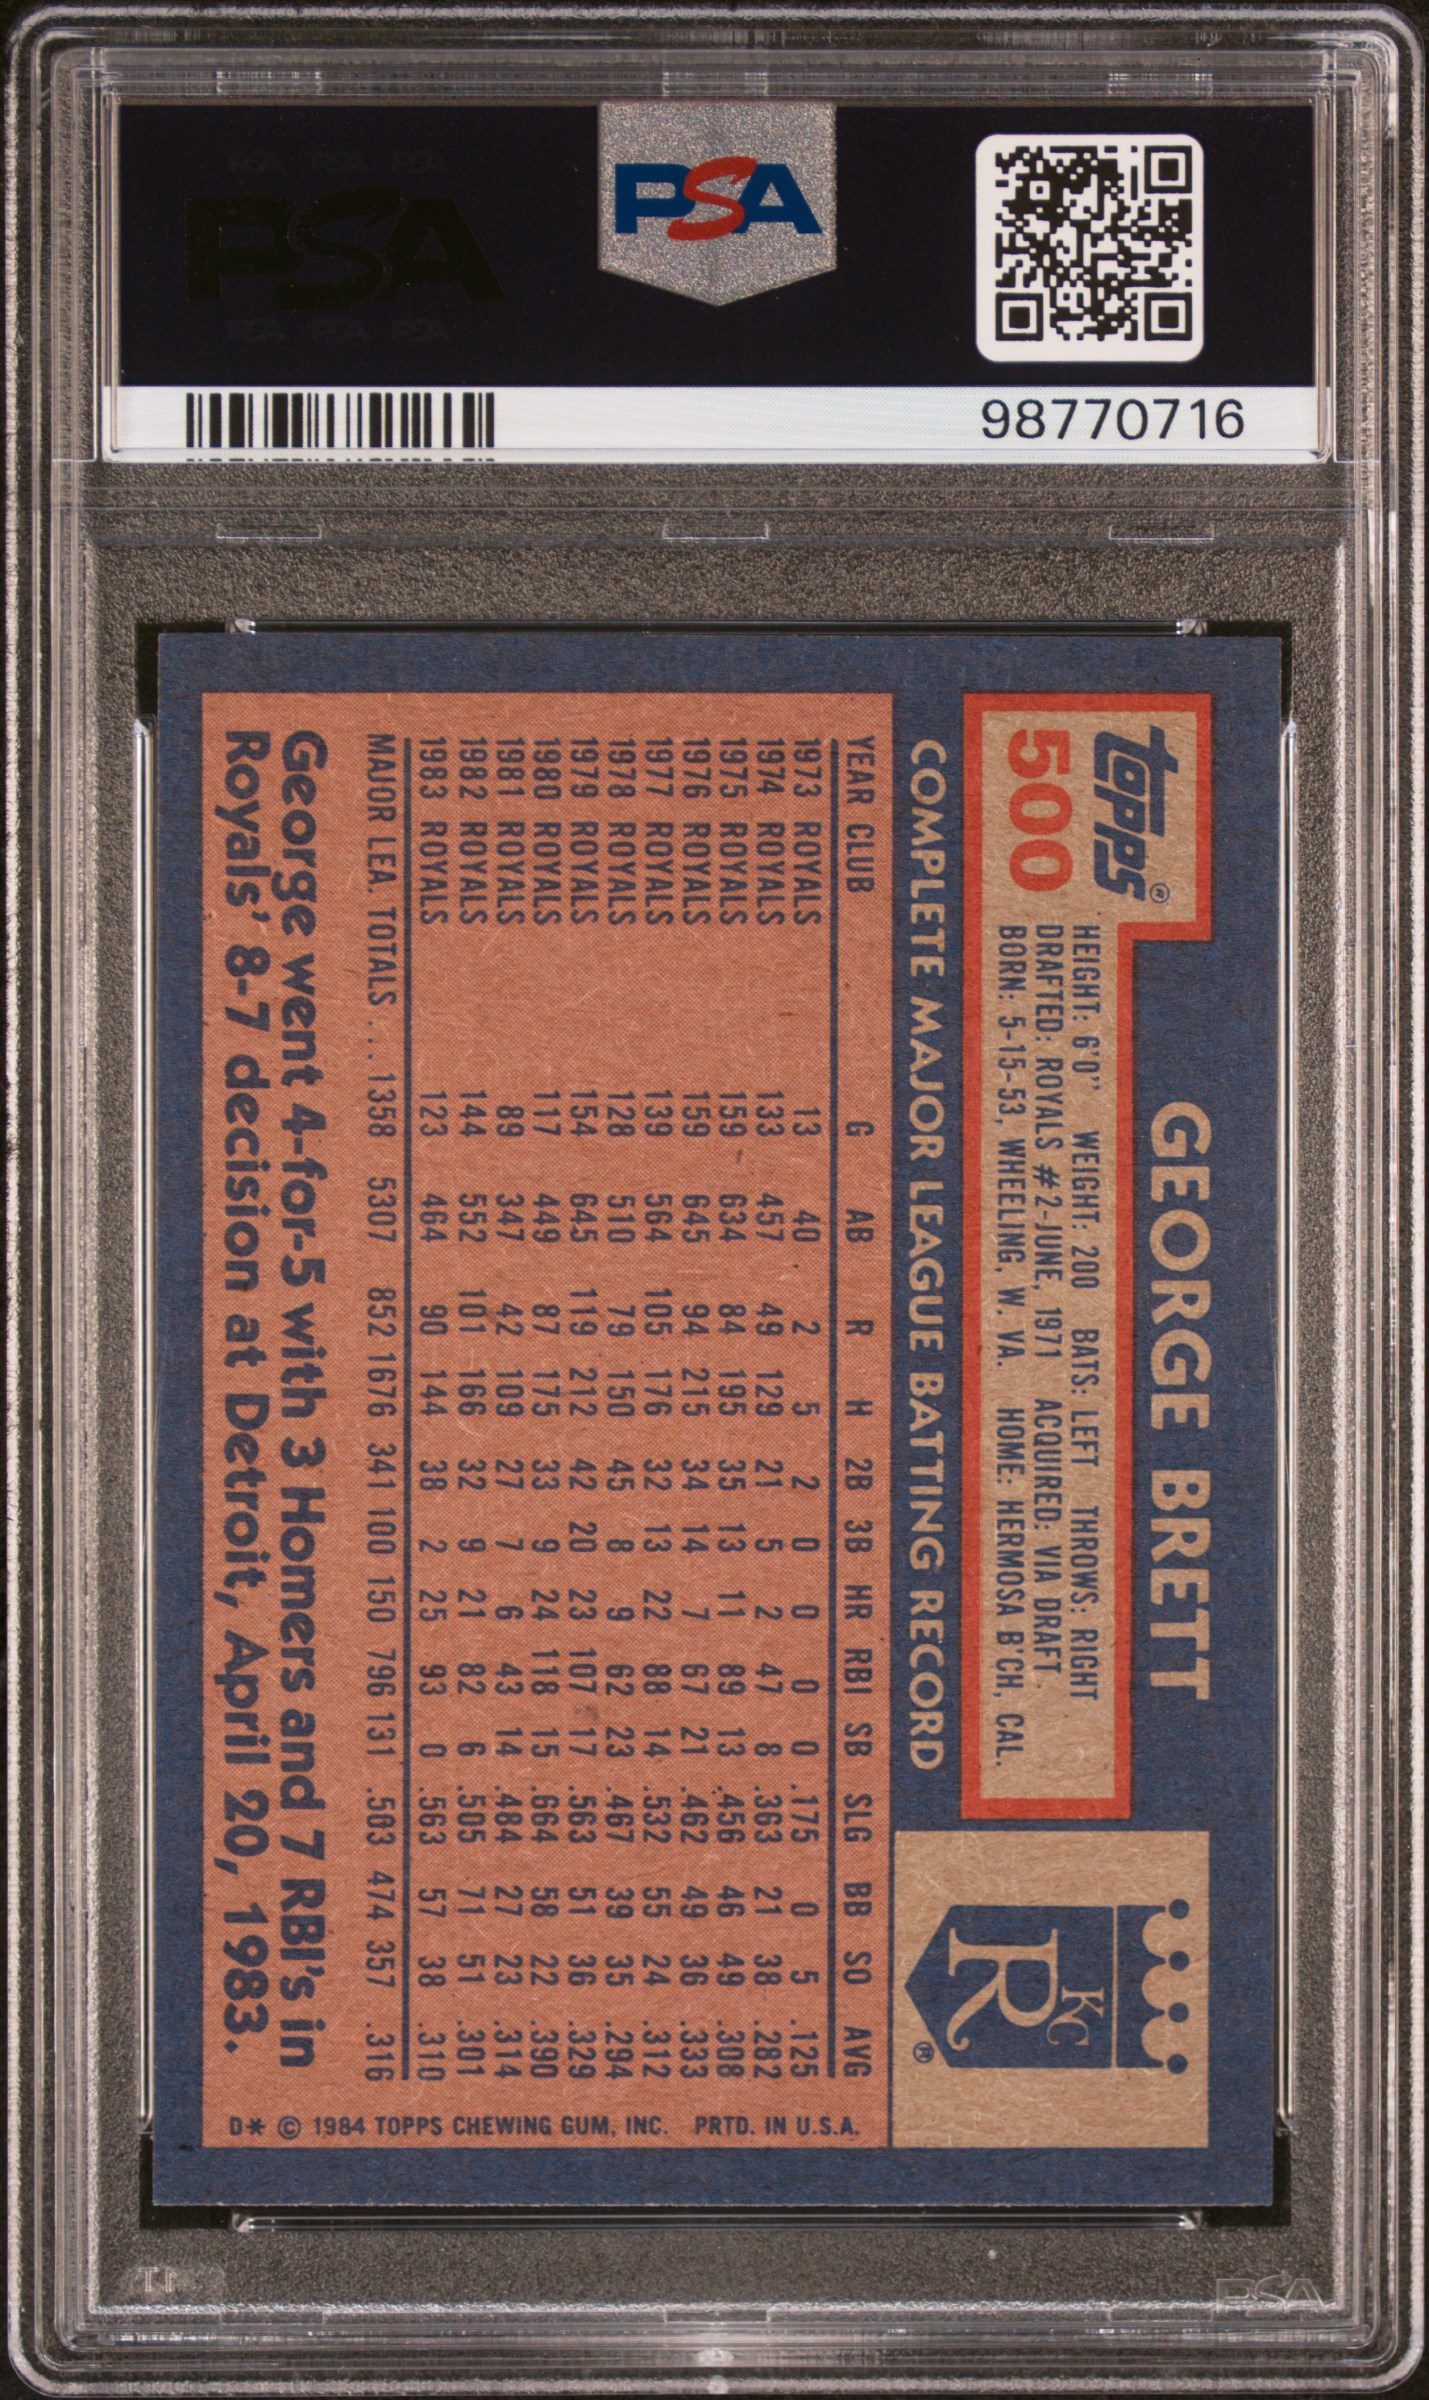 PSA
PSA
98770716
topps®
500
GEORGE BRETT
HEIGHT: 6'0" WEIGHT: 200 BATS: LEFT THROWS: RIGHT
DRAFTED: ROYALS #2-JUNE, 1971 ACQUIRED: VIA DRAFT
BORN: 5-15-53, WHEELING, W. VA. HOME: HERMOSA B'CH, CAL.
KC
R
®
COMPLETE MAJOR LEAGUE BATTING RECORD
YEAR CLUB G AB R H 2B 3B HR RBI SB SLG BB SO AVG
1973 ROYALS 13 40 2 5 2 0 0 0 0 .175 0 5 .125
1974 ROYALS 133 457 49 129 21 5 2 47 8 .363 21 38 .282
1975 ROYALS 159 634 84 195 35 13 11 89 13 .456 46 49 .308
1976 ROYALS 159 645 94 215 34 14 7 67 21 .462 49 36 .333
1977 ROYALS 139 564 105 176 32 13 22 88 14 .532 55 24 .312
1978 ROYALS 128 510 79 150 45 8 9 62 23 .467 39 35 .294
1979 ROYALS 154 645 119 212 42 20 23 107 17 .563 51 36 .329
1980 ROYALS 117 449 87 175 33 9 24 118 15 .664 58 22 .390
1981 ROYALS 89 347 42 109 27 7 6 43 14 .484 27 23 .314
1982 ROYALS 144 552 101 166 32 9 21 82 6 .505 71 51 .301
1983 ROYALS 123 464 90 144 38 2 25 93 0 .563 57 38 .310
MAJOR LEA. TOTALS ... 1358 5307 852 1676 341 100 150 796 131 .503 474 357 .316
George went 4-for-5 with 3 Homers and 7 RBI's in
Royals' 8-7 decision at Detroit, April 20, 1983.
D* © 1984 TOPPS CHEWING GUM, INC. PRTD. IN U.S.A.
PSA